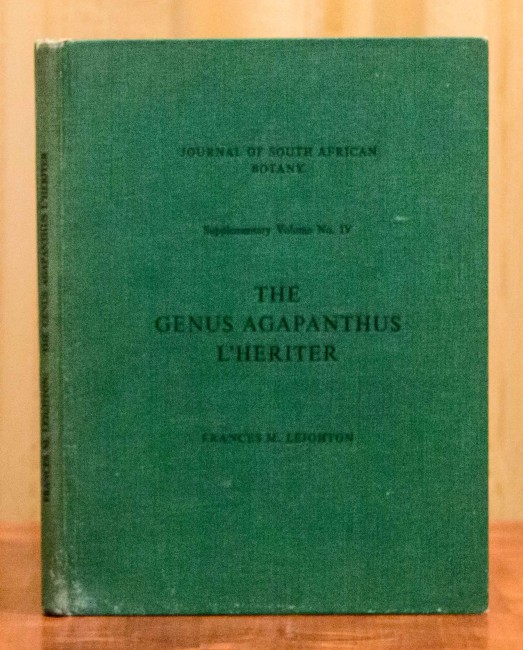 JOURNAL OF SOUTH AFRICAN
BOTANY
Supplementary Volume No. IV
THE
GENUS AGAPANTHUS
L'HERITER
FRANCES M. LEIGHTON
FRANCES M. LEIGHTON THE GENUS AGAPANTHUS L'HERITER